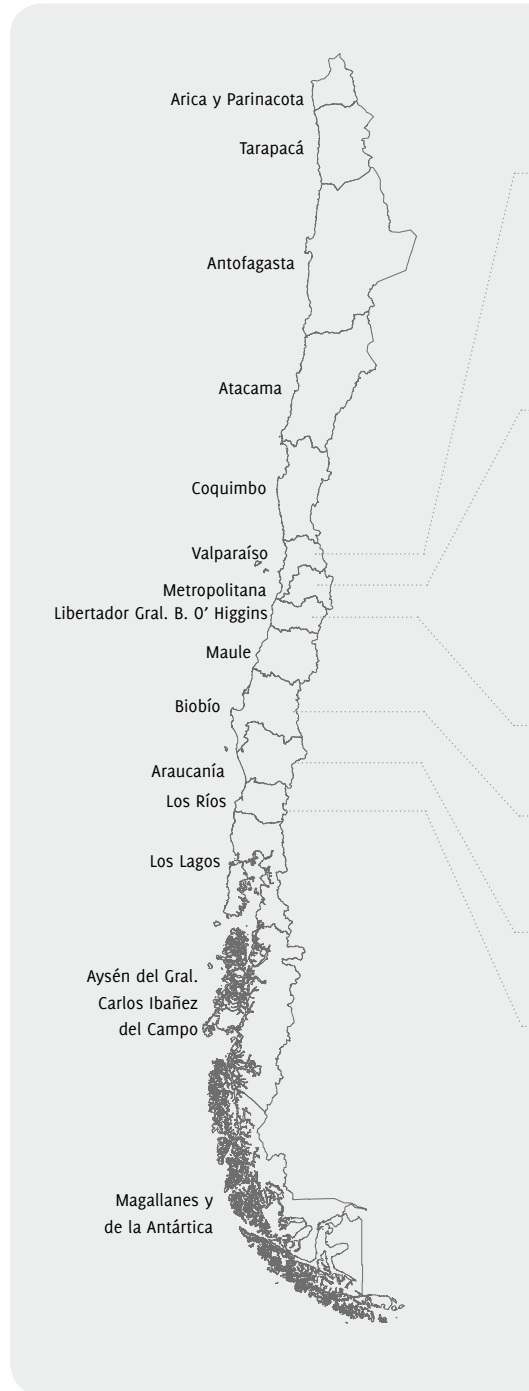 Arica y Parinacota
Tarapacá
Antofagasta
Atacama
Coquimbo
Valparaíso
Metropolitana
Libertador Gral. B. O' Higgins
Maule
Biobío
Araucanía
Los Ríos
Los Lagos
Aysén del Gral.
Carlos Ibañez
del Campo
Magallanes y
de la Antártica